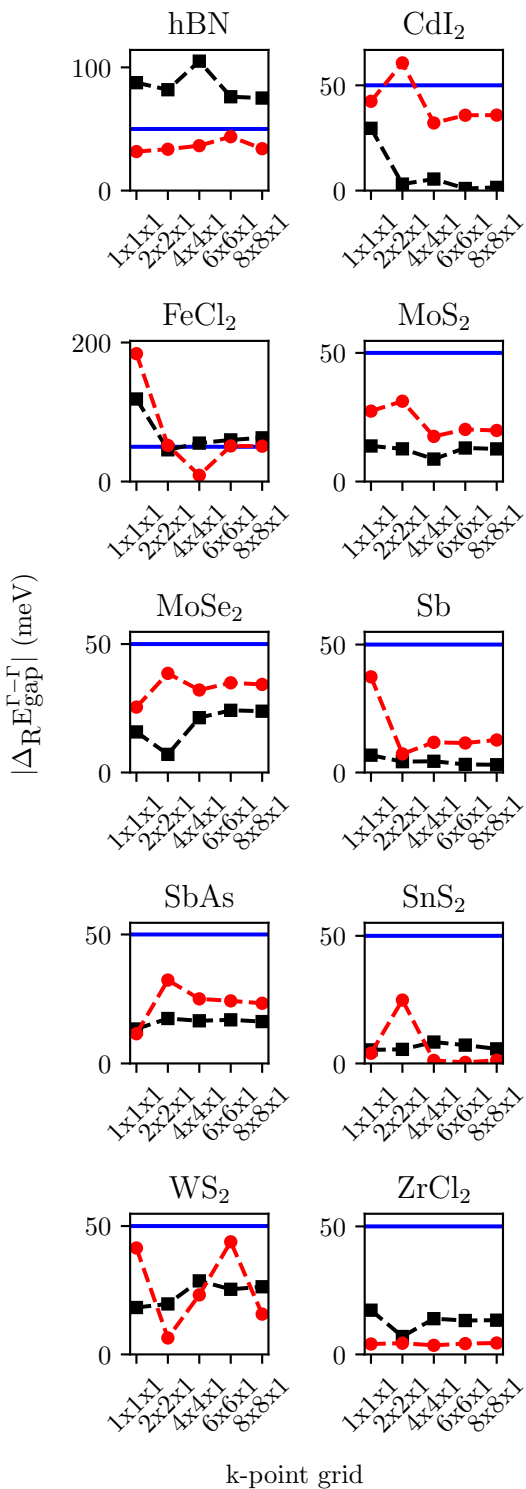 hBN
CdI₂
100
0
50
0
1x1x1 2x2x1 4x4x1 6x6x1 8x8x1
1x1x1 2x2x1 4x4x1 6x6x1 8x8x1
FeCl₂
MoS₂
200
0
50
0
1x1x1 2x2x1 4x4x1 6x6x1 8x8x1
1x1x1 2x2x1 4x4x1 6x6x1 8x8x1
|Δ_R E_gap^Γ−Γ| (meV)
MoSe₂
Sb
50
0
50
0
1x1x1 2x2x1 4x4x1 6x6x1 8x8x1
1x1x1 2x2x1 4x4x1 6x6x1 8x8x1
SbAs
SnS₂
50
0
50
0
1x1x1 2x2x1 4x4x1 6x6x1 8x8x1
1x1x1 2x2x1 4x4x1 6x6x1 8x8x1
WS₂
ZrCl₂
50
0
50
0
1x1x1 2x2x1 4x4x1 6x6x1 8x8x1
1x1x1 2x2x1 4x4x1 6x6x1 8x8x1
k-point grid